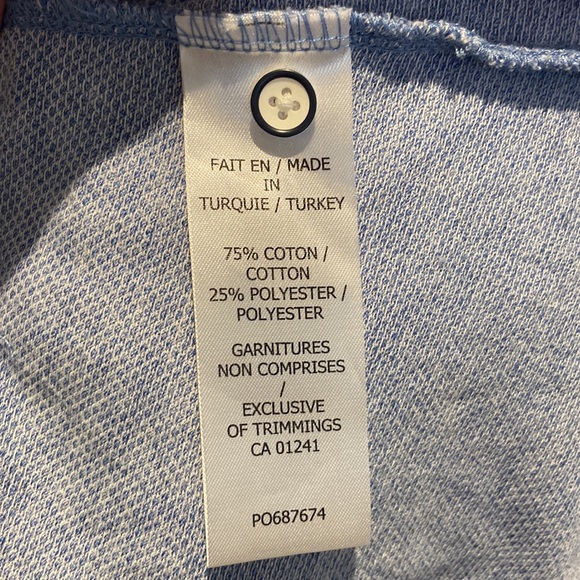 FAIT EN / MADE
IN
TURQUIE / TURKEY
75% COTON /
COTTON
25% POLYESTER /
POLYESTER
GARNITURES
NON COMPRISES
/
EXCLUSIVE
OF TRIMMINGS
CA 01241
PO687674